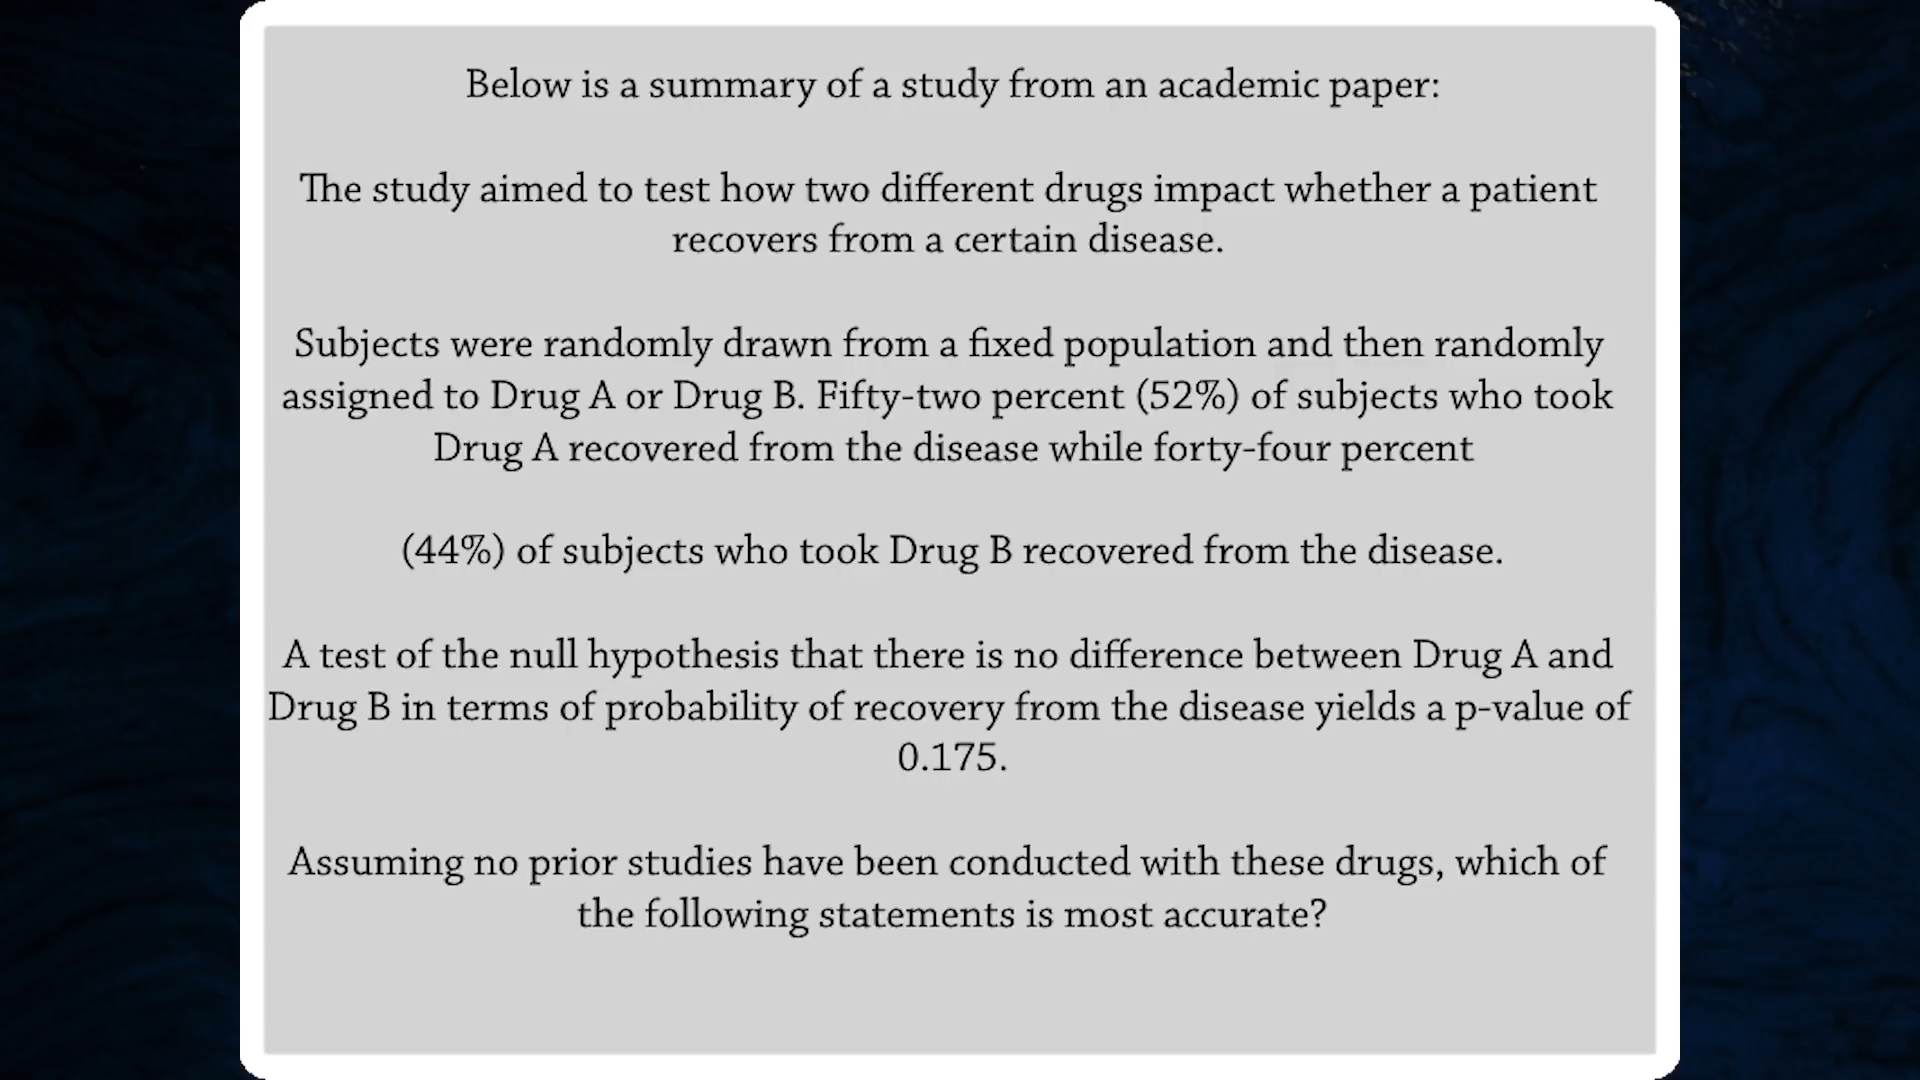 Below is a summary of a study from an academic paper:
The study aimed to test how two different drugs impact whether a patient
recovers from a certain disease.
Subjects were randomly drawn from a fixed population and then randomly
assigned to Drug A or Drug B. Fifty-two percent (52%) of subjects who took
Drug A recovered from the disease while forty-four percent
(44%) of subjects who took Drug B recovered from the disease.
A test of the null hypothesis that there is no difference between Drug A and
Drug B in terms of probability of recovery from the disease yields a p-value of
0.175.
Assuming no prior studies have been conducted with these drugs, which of
the following statements is most accurate?